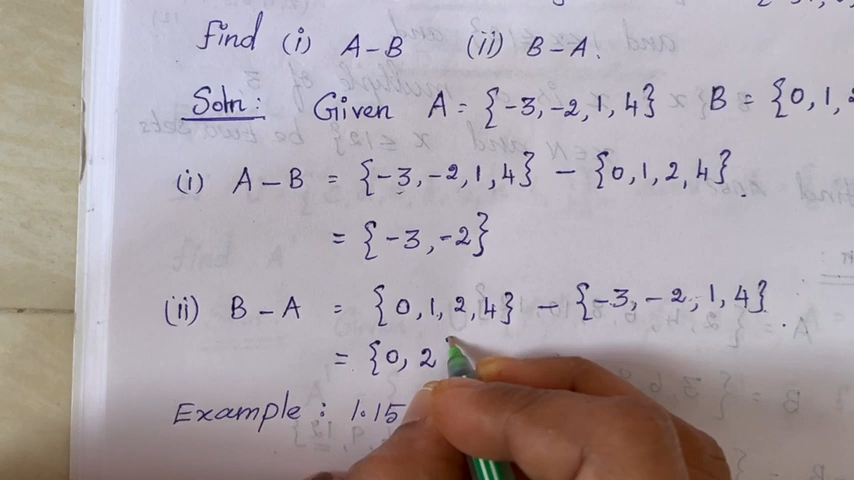 Find (i) A-B (ii) B-A.
Soln: Given A = {-3, -2, 1, 4} B = {0, 1, 2
(i) A-B = {-3, -2, 1, 4} - {0, 1, 2, 4}.
= {-3, -2}
(ii) B-A = {0, 1, 2, 4} - {-3, -2, 1, 4}.
= {0, 2
Example: 1.15